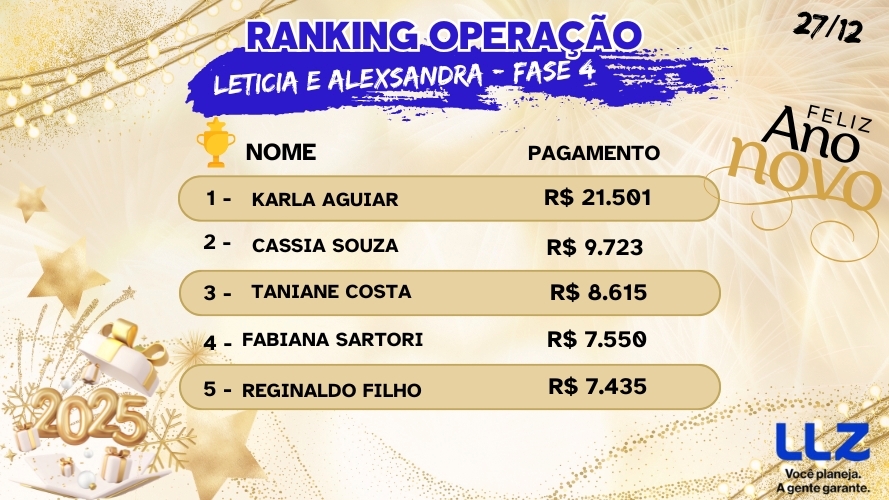 RANKING OPERAÇÃO
27/12
LETICIA E ALEXSANDRA - FASE 4
FELIZ
Ano
novo
NOME PAGAMENTO
1 - KARLA AGUIAR R$ 21.501
2 - CASSIA SOUZA R$ 9.723
3 - TANIANE COSTA R$ 8.615
4 - FABIANA SARTORI R$ 7.550
5 - REGINALDO FILHO R$ 7.435
2025
LLZ
Você planeja.
A gente garante.